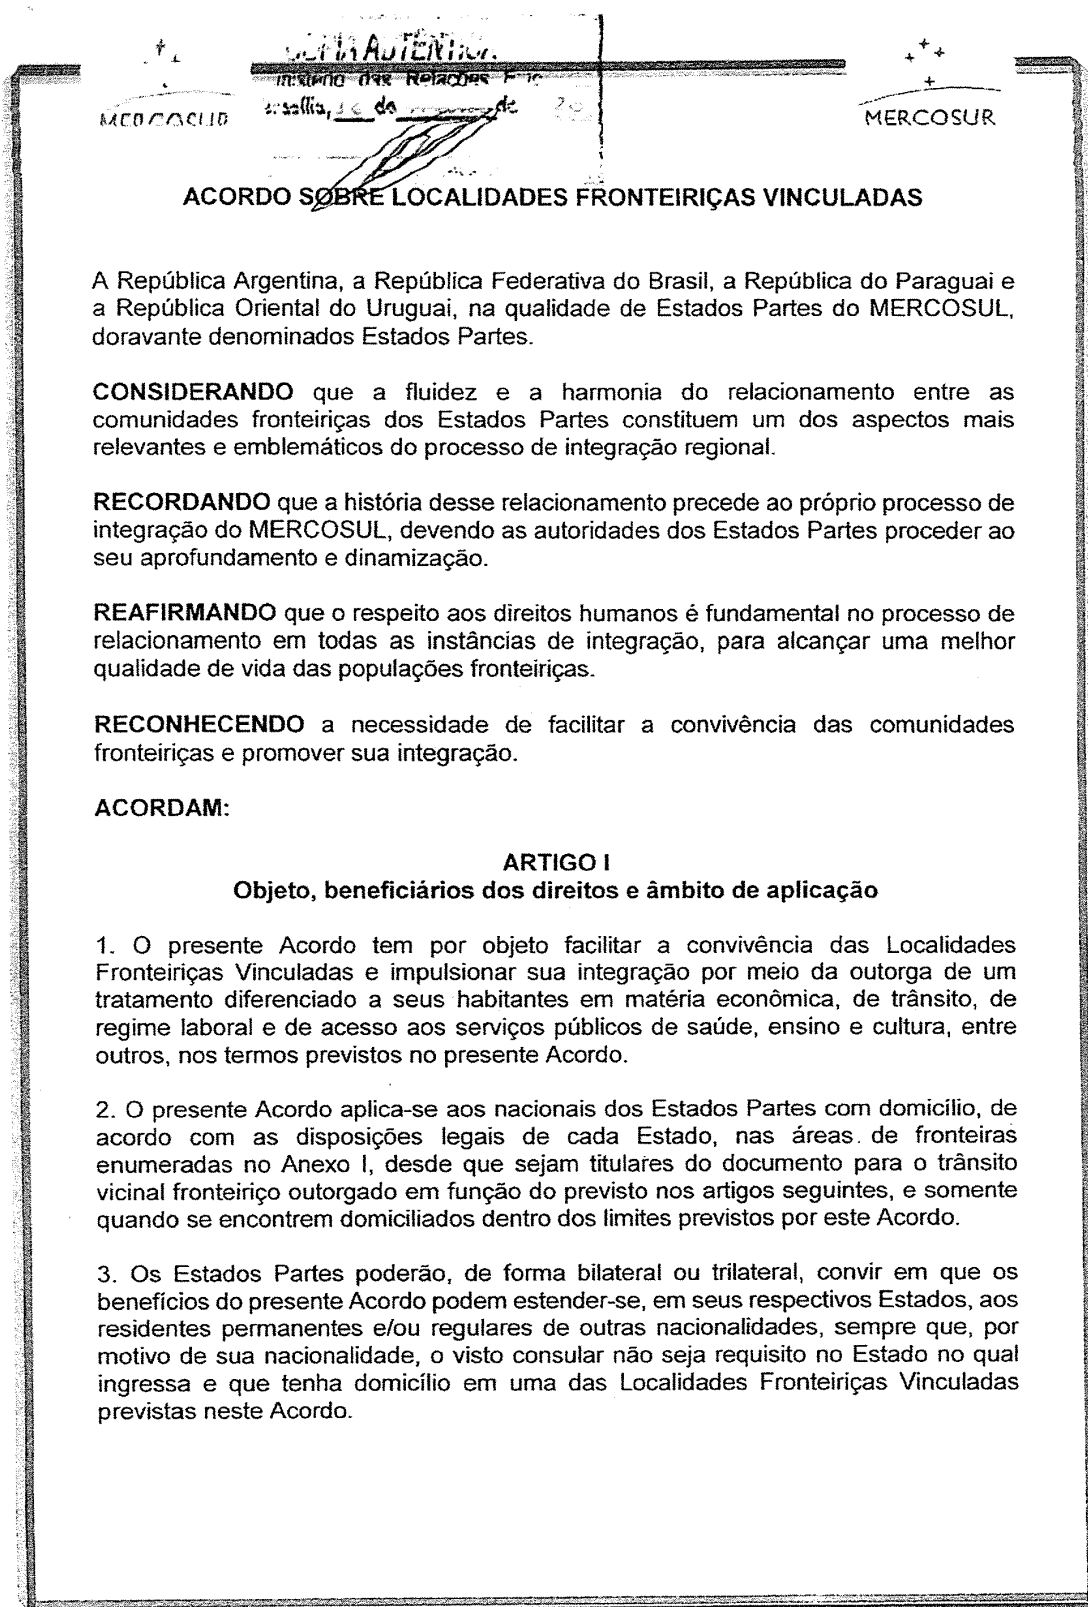 MERCOSUR
ACORDO SOBRE LOCALIDADES FRONTEIRIÇAS VINCULADAS
A República Argentina, a República Federativa do Brasil, a República do Paraguai e
a República Oriental do Uruguai, na qualidade de Estados Partes do MERCOSUL,
doravante denominados Estados Partes.
CONSIDERANDO que a fluidez e a harmonia do relacionamento entre as
comunidades fronteiriças dos Estados Partes constituem um dos aspectos mais
relevantes e emblemáticos do processo de integração regional.
RECORDANDO que a história desse relacionamento precede ao próprio processo de
integração do MERCOSUL, devendo as autoridades dos Estados Partes proceder ao
seu aprofundamento e dinamização.
REAFIRMANDO que o respeito aos direitos humanos é fundamental no processo de
relacionamento em todas as instâncias de integração, para alcançar uma melhor
qualidade de vida das populações fronteiriças.
RECONHECENDO a necessidade de facilitar a convivência das comunidades
fronteiriças e promover sua integração.
ACORDAM:
ARTIGO I
Objeto, beneficiários dos direitos e âmbito de aplicação
1. O presente Acordo tem por objeto facilitar a convivência das Localidades
Fronteiriças Vinculadas e impulsionar sua integração por meio da outorga de um
tratamento diferenciado a seus habitantes em matéria econômica, de trânsito, de
regime laboral e de acesso aos serviços públicos de saúde, ensino e cultura, entre
outros, nos termos previstos no presente Acordo.
2. O presente Acordo aplica-se aos nacionais dos Estados Partes com domicílio, de
acordo com as disposições legais de cada Estado, nas áreas de fronteiras
enumeradas no Anexo I, desde que sejam titulares do documento para o trânsito
vicinal fronteiriço outorgado em função do previsto nos artigos seguintes, e somente
quando se encontrem domiciliados dentro dos limites previstos por este Acordo.
3. Os Estados Partes poderão, de forma bilateral ou trilateral, convir em que os
benefícios do presente Acordo podem estender-se, em seus respectivos Estados, aos
residentes permanentes e/ou regulares de outras nacionalidades, sempre que, por
motivo de sua nacionalidade, o visto consular não seja requisito no Estado no qual
ingressa e que tenha domicílio em uma das Localidades Fronteiriças Vinculadas
previstas neste Acordo.